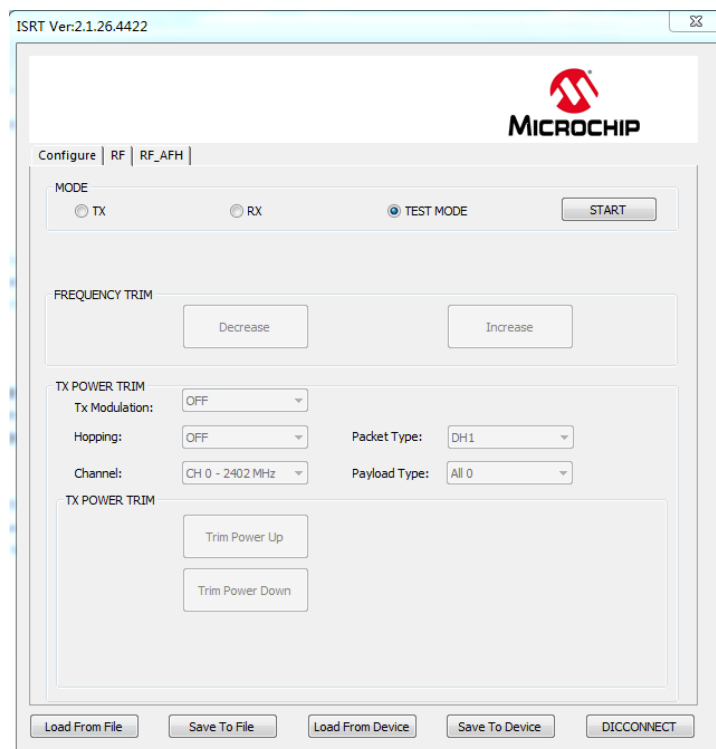 ISRT Ver:2.1.26.4422
MICROCHIP
Configure RF RF_AFH
MODE
TX RX TEST MODE START
FREQUENCY TRIM
Decrease Increase
TX POWER TRIM
Tx Modulation: OFF
Hopping: OFF Packet Type: DH1
Channel: CH 0 - 2402 MHz Payload Type: All 0
TX POWER TRIM
Trim Power Up
Trim Power Down
Load From File Save To File Load From Device Save To Device DICCONNECT